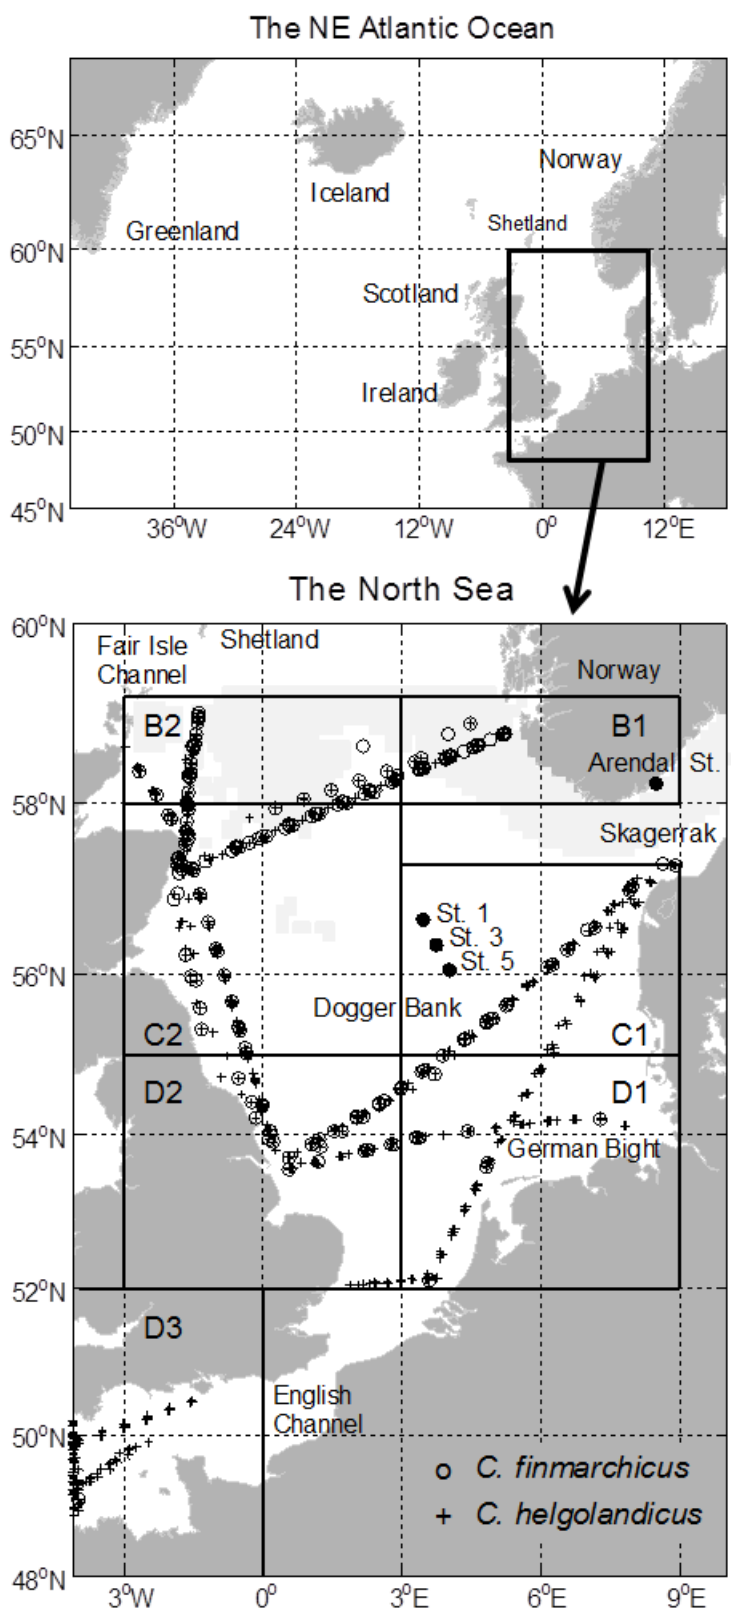 The NE Atlantic Ocean
65°N
Norway
Iceland
Shetland
Greenland
60°N
Scotland
55°N
Ireland
50°N
45°N
36°W 24°W 12°W 0° 12°E
The North Sea
60°N
Shetland
Fair Isle
Channel
Norway
B2
B1
Arendal St.
58°N
Skagerrak
St. 1
St. 3
St. 5
56°N
Dogger Bank
C2
C1
D2
D1
54°N
German Bight
52°N
D3
English
Channel
50°N
C. finmarchicus
C. helgolandicus
48°N
3°W 0° 3°E 6°E 9°E